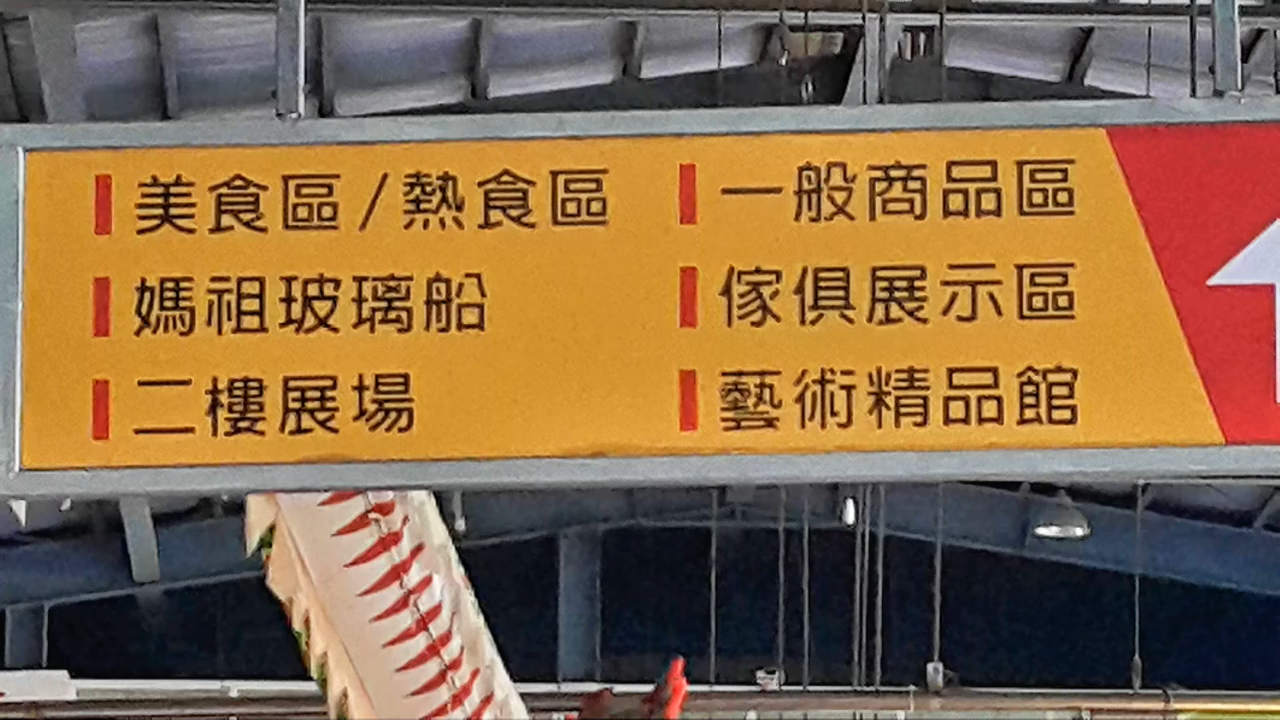 美食區/熱食區
媽祖玻璃船
二樓展場
一般商品區
傢俱展示區
藝術精品館